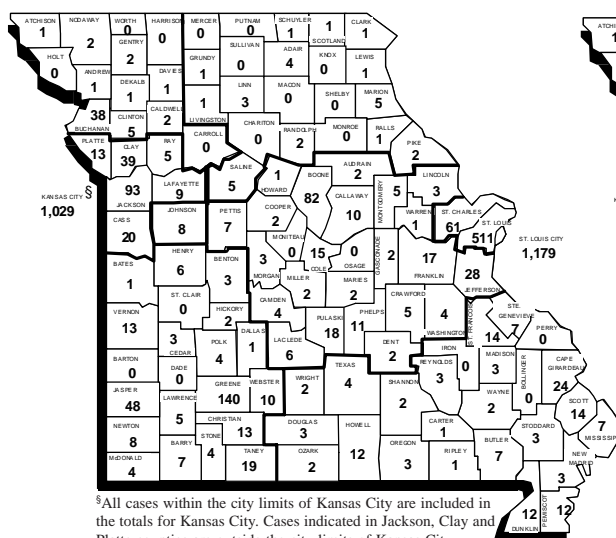 ATCHISON 1
NODAWAY 2
WORTH 0
HARRISON 0
MERCER 0
PUTNAM 0
SCHUYLER 1
SCOTLAND 1
CLARK 1
HOLT 0
ANDREW 1
GENTRY 2
DEKALB 1
DAVIES 1
GRUNDY 1
SULLIVAN 0
ADAIR 4
KNOX 0
LEWIS 1
BUCHANAN 38
CLINTON 5
CALDWELL 2
LIVINGSTON 1
LINN 3
MACON 0
SHELBY 0
MARION 5
PLATTE 13
CLAY 39
RAY 5
CARROLL 0
CHARITON 0
RANDOLPH 2
MONROE 0
RALLS 1
PIKE 2
KANSAS CITY §
1,029
JACKSON 93
LAFAYETTE 9
SALINE 5
HOWARD 1
BOONE 82
AUDRAIN 2
CALLAWAY 10
MONTGOMERY 5
LINCOLN 3
WARREN 1
ST. CHARLES 61
ST. LOUIS 511
ST. LOUIS CITY
1,179
CASS 20
JOHNSON 8
PETTIS 7
COOPER 2
MONITEAU 0
COLE 15
OSAGE 0
GASCONADE 2
FRANKLIN 17
JEFFERSON 28
BATES 1
HENRY 6
BENTON 3
MORGAN 3
MILLER 2
MARIES 2
CRAWFORD 5
WASHINGTON 4
ST FRANCOIS 14
STE. GENEVIEVE 7
PERRY 0
VERNON 13
ST. CLAIR 0
HICKORY 2
CAMDEN 4
PULASKI 18
PHELPS 11
DENT 2
IRON 0
MADISON 3
BOLLINGER 0
CAPE GIRARDEAU 24
BARTON 0
CEDAR 3
POLK 4
DALLAS 1
LACLEDE 6
TEXAS 4
REYNOLDS 3
WAYNE 2
SCOTT 14
JASPER 48
DADE 0
GREENE 140
WEBSTER 10
WRIGHT 2
SHANNON 2
CARTER 1
BUTLER 7
STODDARD 3
MISSISSIP 7
NEWTON 8
LAWRENCE 5
CHRISTIAN 13
DOUGLAS 3
HOWELL 12
OREGON 3
RIPLEY 1
NEW MADRID 3
McDONALD 4
BARRY 7
STONE 4
TANEY 19
OZARK 2
DUNKLIN 12
PEMISCOT 12
ATCHI
§All cases within the city limits of Kansas City are included in
the totals for Kansas City. Cases indicated in Jackson, Clay and